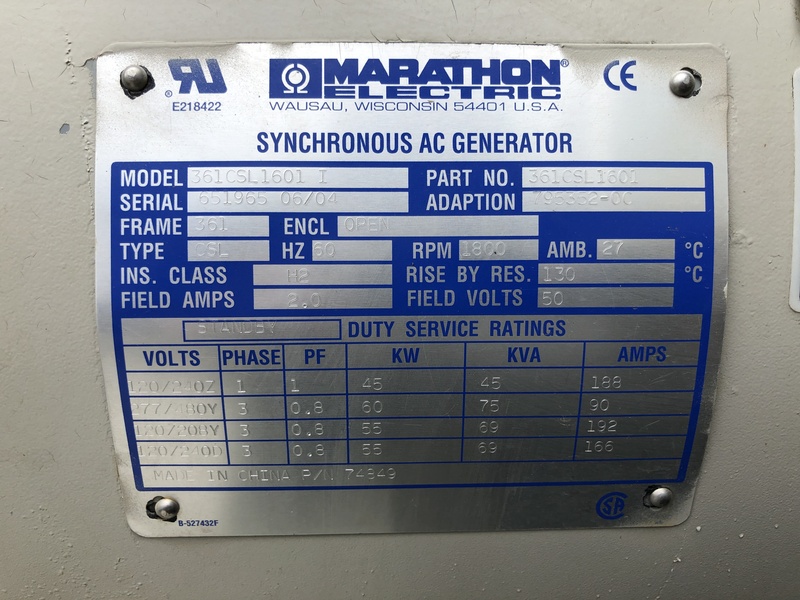 RU ® MARATHON® CE
E218422 ELECTRIC
WAUSAU, WISCONSIN 54401 U.S.A.
SYNCHRONOUS AC GENERATOR
MODEL 361CSL1601 I PART NO. 361CSL1601
SERIAL 651965 06/04 ADAPTION
FRAME 361 ENCL OPEN
TYPE CSL HZ 60 RPM 1800 AMB. 27 °C
INS. CLASS RISE BY RES. 130 °C
FIELD AMPS 2.0 FIELD VOLTS 50
STANDBY DUTY SERVICE RATINGS
VOLTS PHASE PF KW KVA AMPS
120/240Z 1 1 45 45 188
277/480Y 3 0.8 60 75 90
120/208Y 3 0.8 55 69 192
120/240D 3 0.8 55 69 166
MADE IN CHINA P/N 74849
B-527432F SA